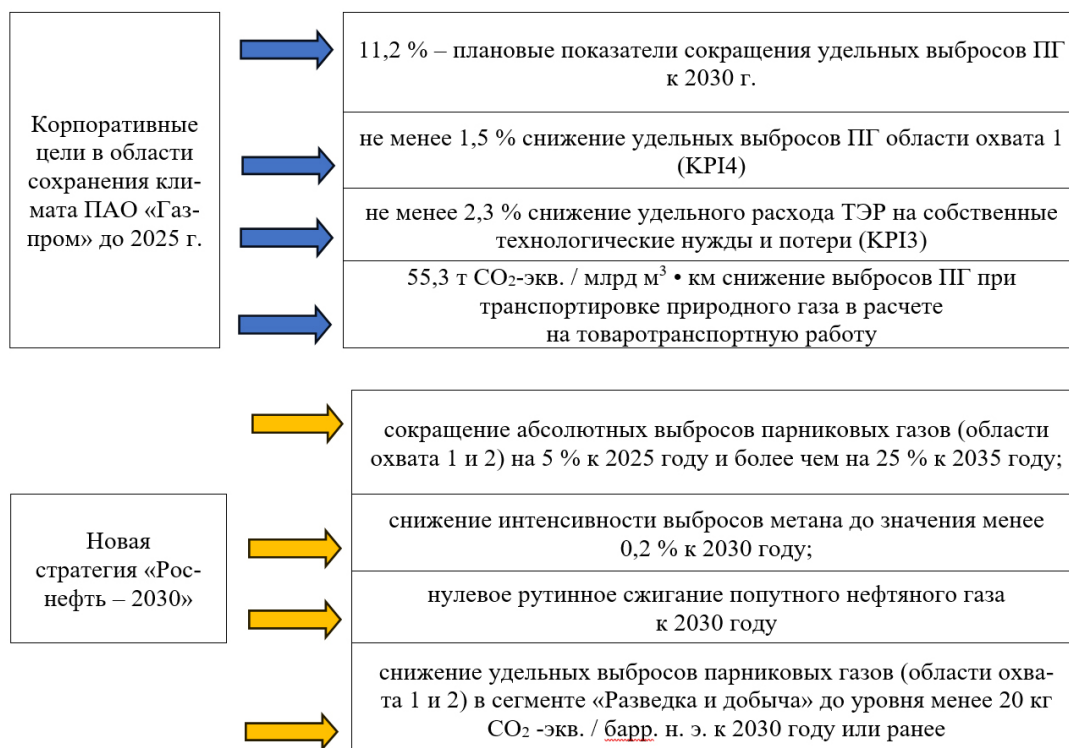 Корпоративные
цели в области
сохранения кли-
мата ПАО «Газ-
пром» до 2025 г.
11,2 % – плановые показатели сокращения удельных выбросов ПГ
к 2030 г.
не менее 1,5 % снижение удельных выбросов ПГ области охвата 1
(KPI4)
не менее 2,3 % снижение удельного расхода ТЭР на собственные
технологические нужды и потери (KPI3)
55,3 т CO₂-экв. / млрд м³ • км снижение выбросов ПГ при
транспортировке природного газа в расчете
на товаротранспортную работу
Новая
стратегия «Рос-
нефть – 2030»
сокращение абсолютных выбросов парниковых газов (области
охвата 1 и 2) на 5 % к 2025 году и более чем на 25 % к 2035 году;
снижение интенсивности выбросов метана до значения менее
0,2 % к 2030 году;
нулевое рутинное сжигание попутного нефтяного газа
к 2030 году
снижение удельных выбросов парниковых газов (области охва-
та 1 и 2) в сегменте «Разведка и добыча» до уровня менее 20 кг
CO₂ -экв. / барр. н. э. к 2030 году или ранее